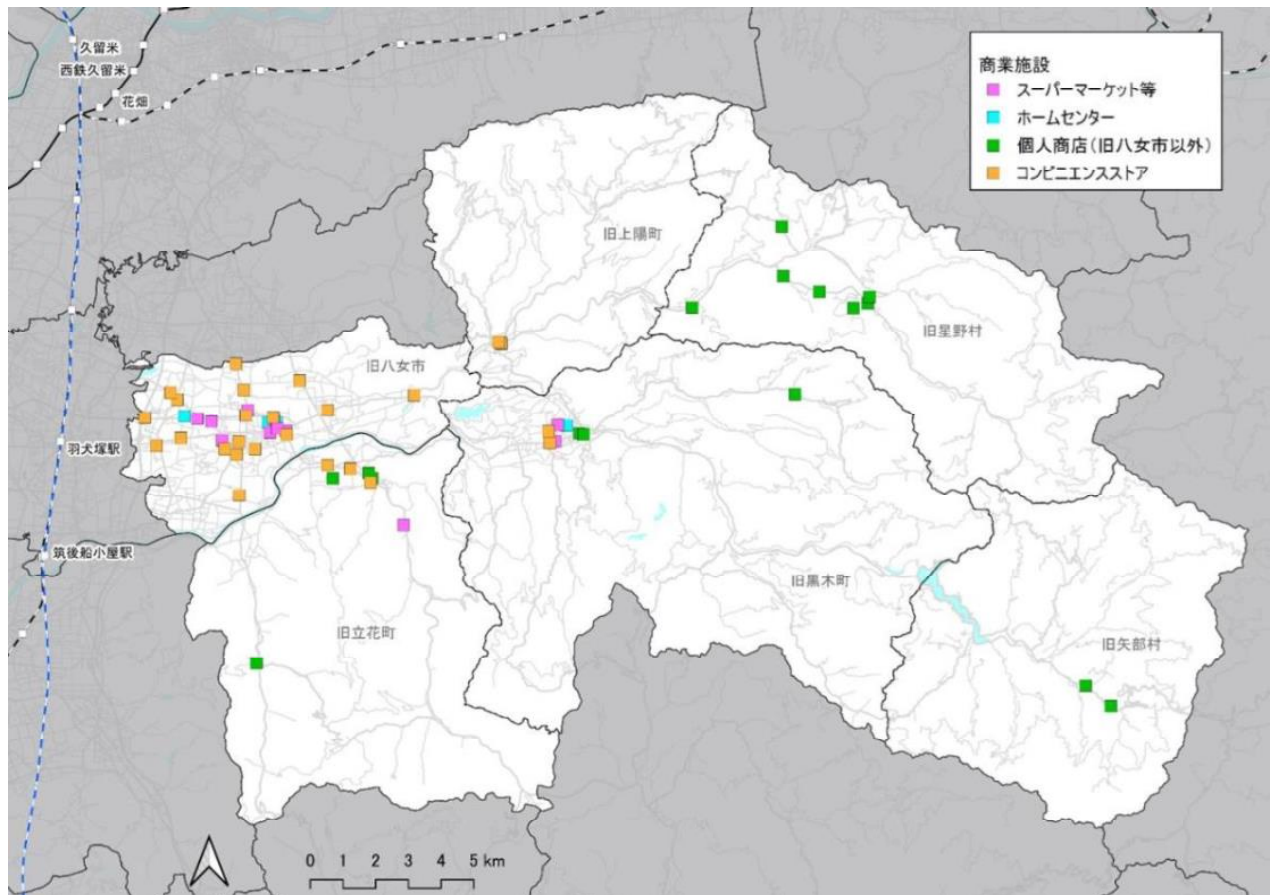 久留米
西鉄久留米
花畑
商業施設
スーパーマーケット等
ホームセンター
個人商店(旧八女市以外)
コンビニエンスストア
旧上陽町
旧星野村
旧八女市
羽犬塚駅
筑後船小屋駅
旧黒木町
旧立花町
旧矢部村
0 1 2 3 4 5 km